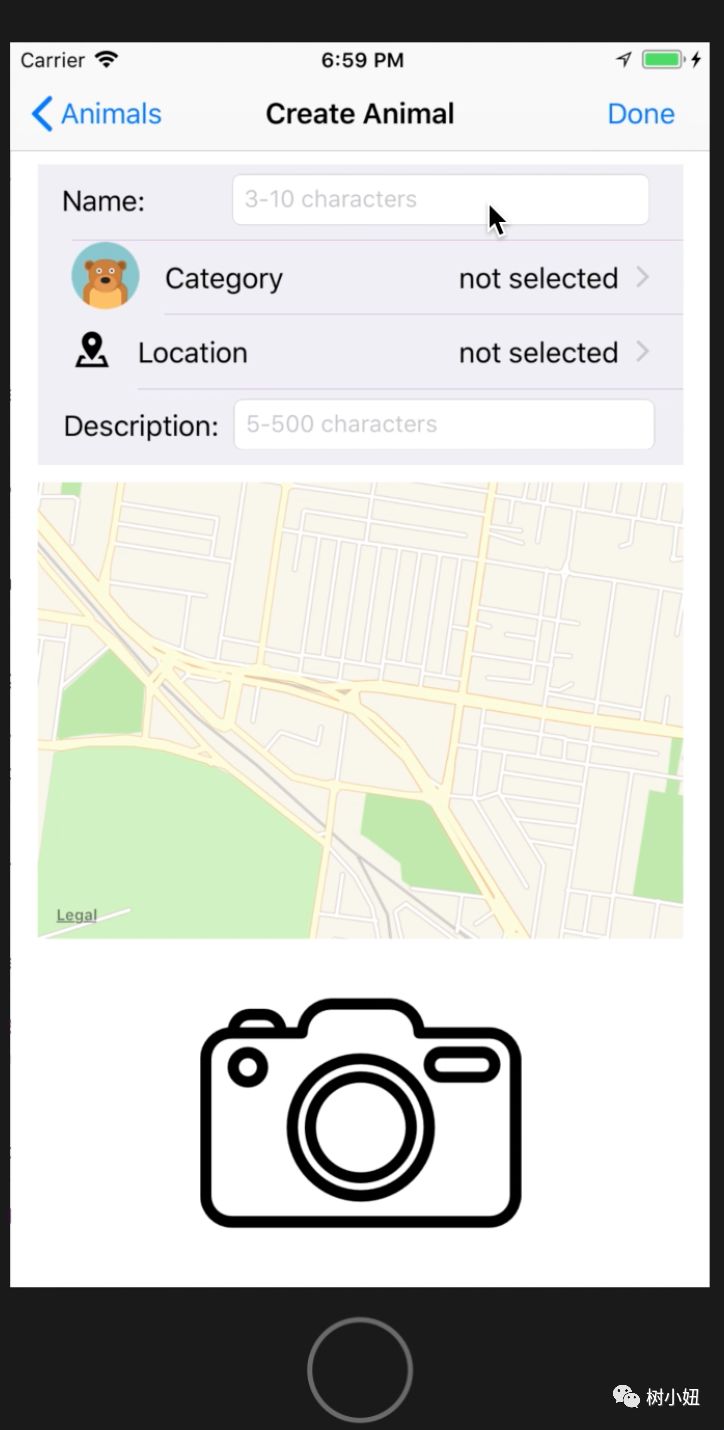 Carrier 6:59 PM
Animals Create Animal Done
Name: 3-10 characters
Category not selected
Location not selected
Description: 5-500 characters
Legal
树小妞